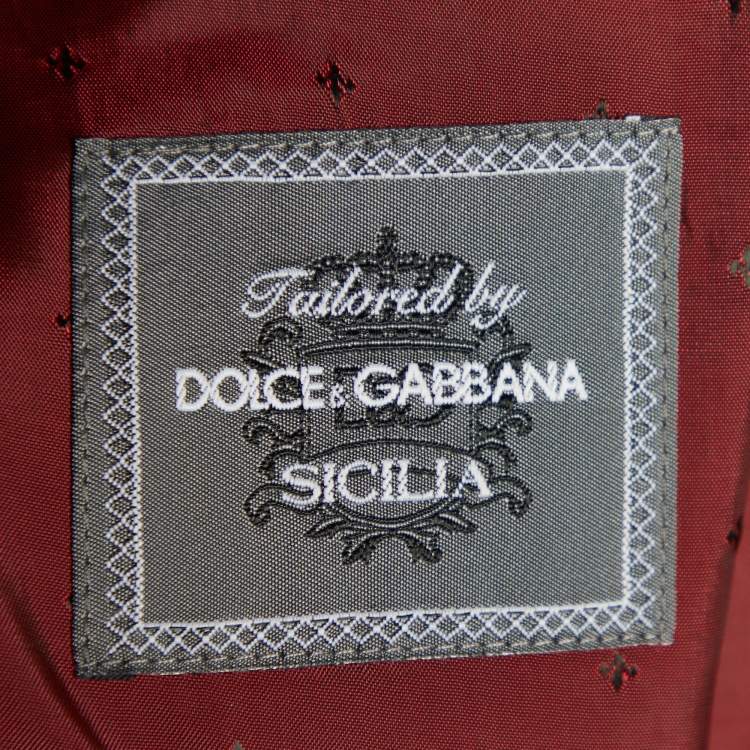 Tailored by
DOLCE & GABBANA
SICILIA